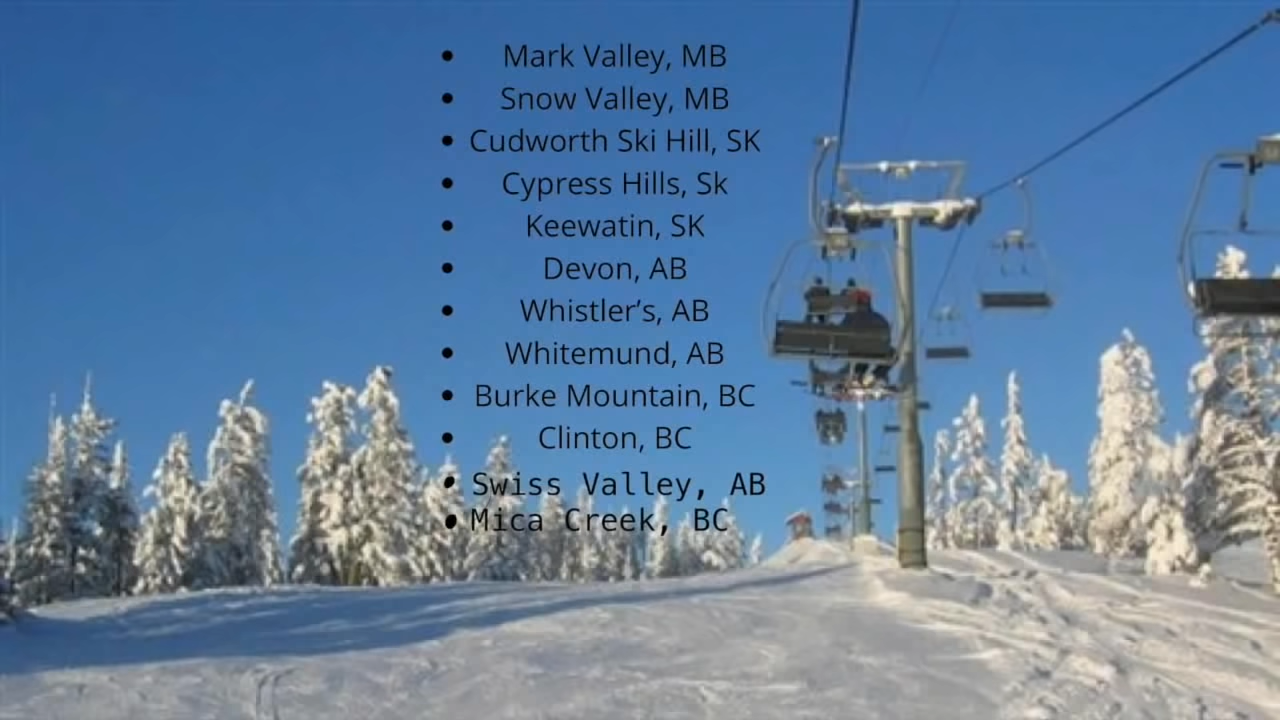 • Mark Valley, MB
• Snow Valley, MB
• Cudworth Ski Hill, SK
• Cypress Hills, Sk
• Keewatin, SK
• Devon, AB
• Whistler’s, AB
• Whitemund, AB
• Burke Mountain, BC
• Clinton, BC
• Swiss Valley, AB
• Mica Creek, BC